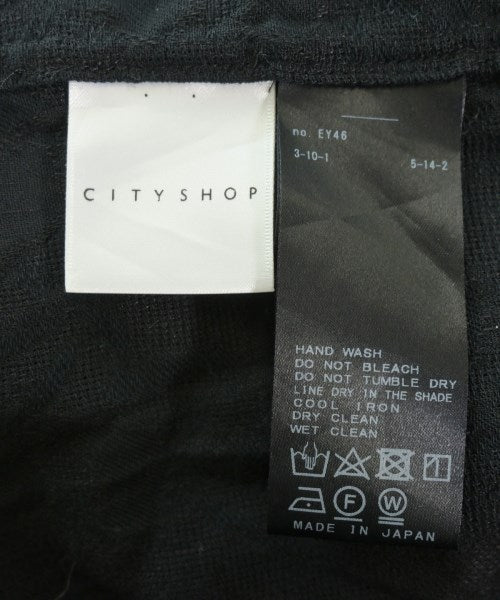 CITYSHOP
no. EY46
3-10-1 5-14-2
HAND WASH
DO NOT BLEACH
DO NOT TUMBLE DRY
LINE DRY IN THE SHADE
COOL IRON
DRY CLEAN
WET CLEAN
F W
MADE IN JAPAN